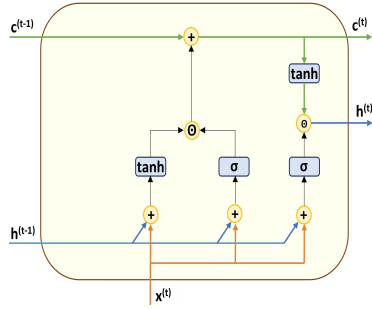 c(t-1)
+
c(t)
tanh
ʘ
ʘ
h(t)
tanh
σ
σ
+
+
+
h(t-1)
x(t)